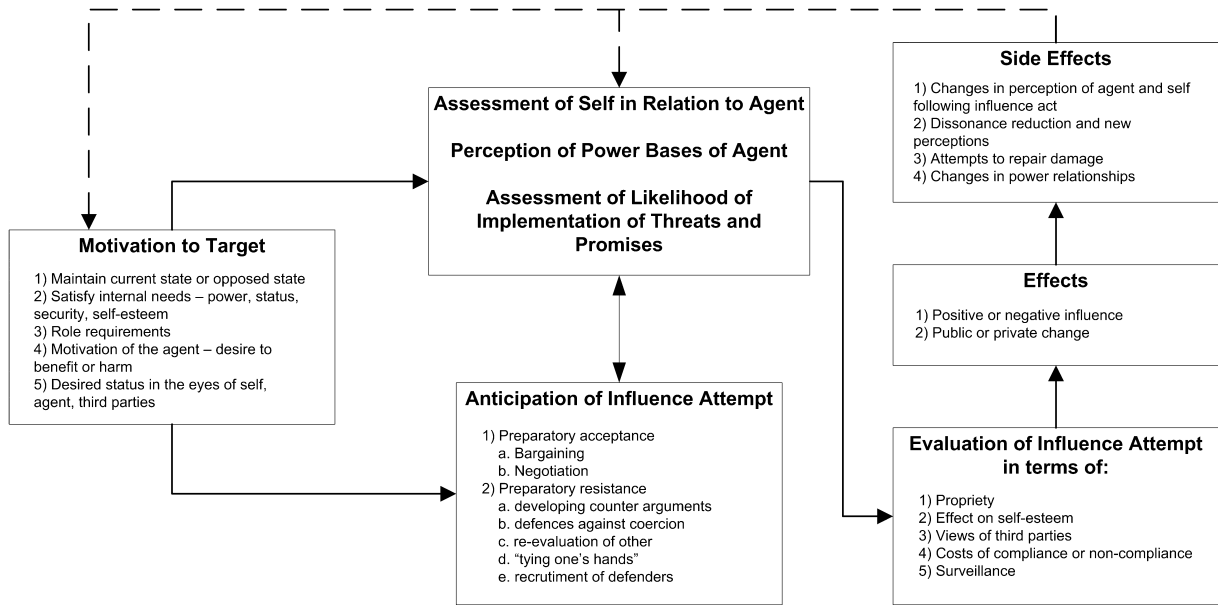 Motivation to Target
1) Maintain current state or opposed state
2) Satisfy internal needs – power, status,
security, self-esteem
3) Role requirements
4) Motivation of the agent – desire to
benefit or harm
5) Desired status in the eyes of self,
agent, third parties
Assessment of Self in Relation to Agent
Perception of Power Bases of Agent
Assessment of Likelihood of
Implementation of Threats and
Promises
Anticipation of Influence Attempt
1) Preparatory acceptance
a. Bargaining
b. Negotiation
2) Preparatory resistance
a. developing counter arguments
b. defences against coercion
c. re-evaluation of other
d. “tying one’s hands”
e. recrutiment of defenders
Side Effects
1) Changes in perception of agent and self
following influence act
2) Dissonance reduction and new
perceptions
3) Attempts to repair damage
4) Changes in power relationships
Effects
1) Positive or negative influence
2) Public or private change
Evaluation of Influence Attempt
in terms of:
1) Propriety
2) Effect on self-esteem
3) Views of third parties
4) Costs of compliance or non-compliance
5) Surveillance